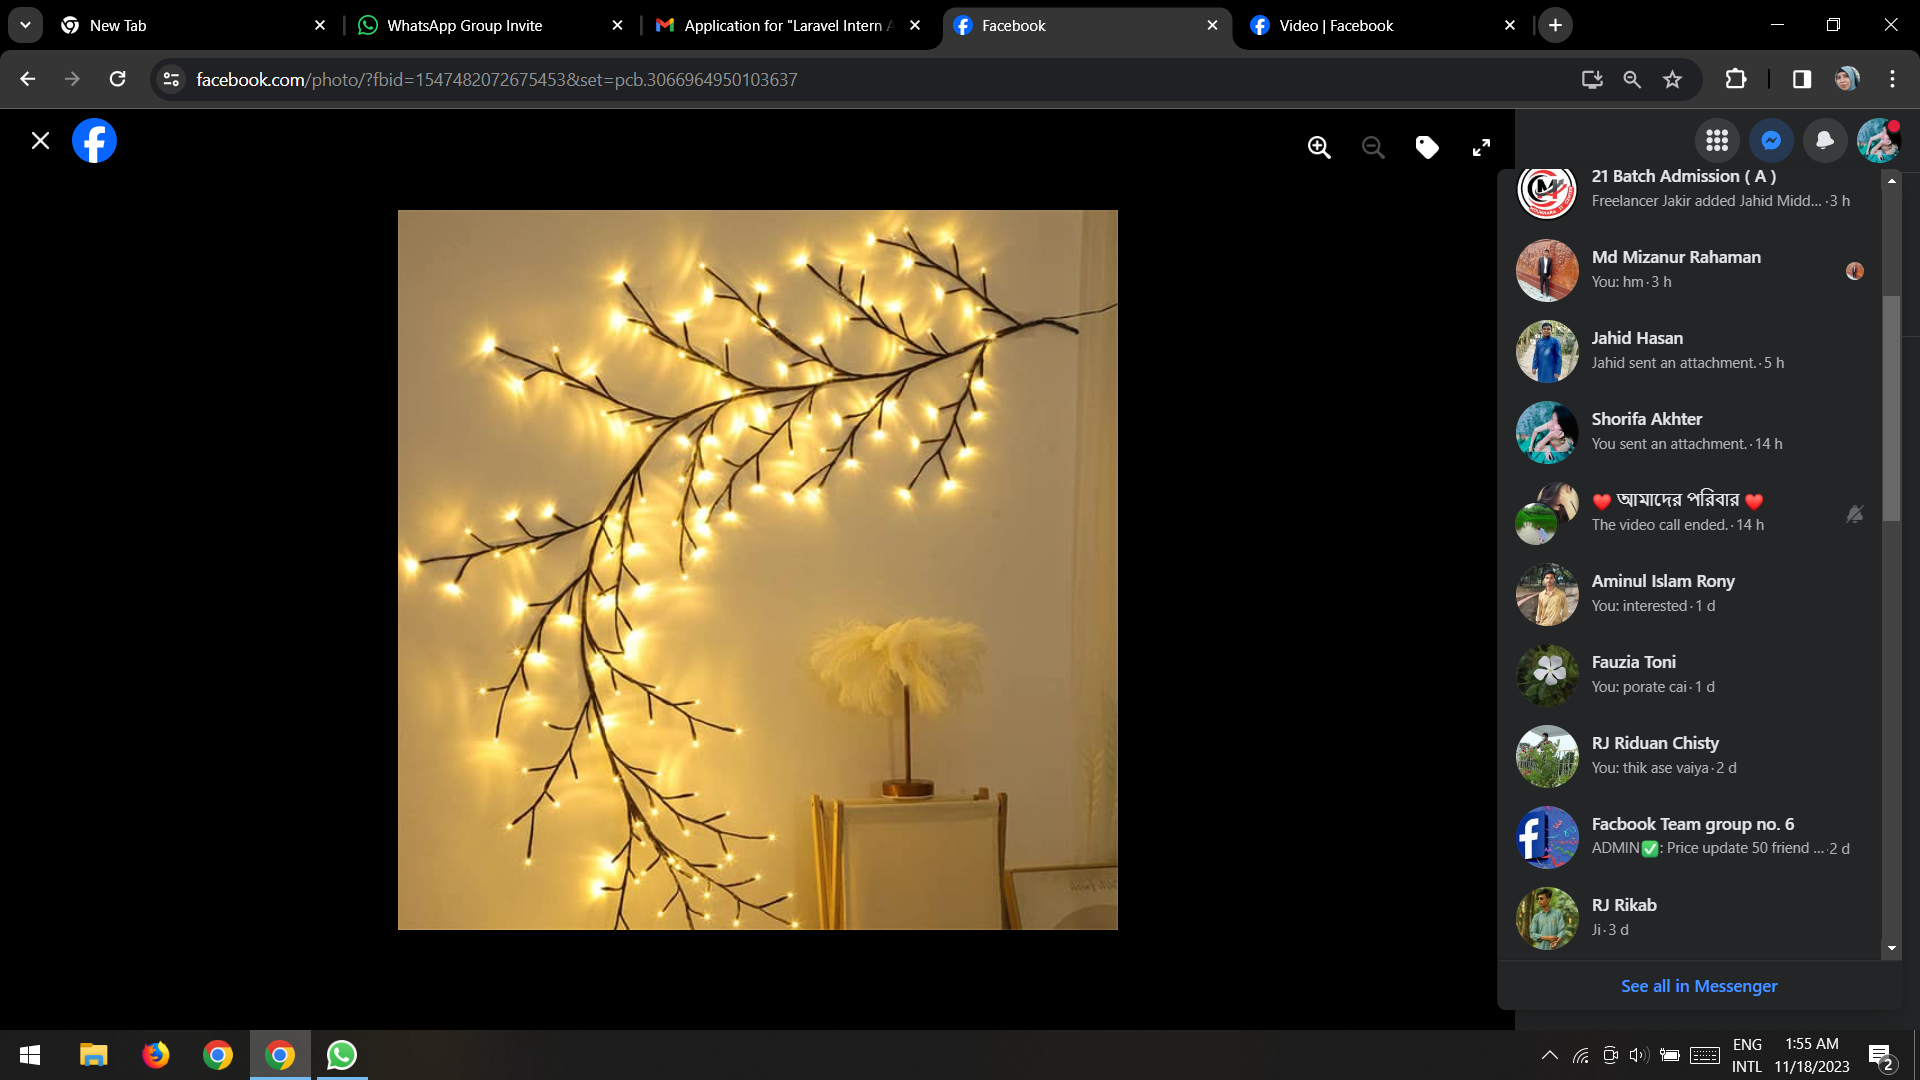 New Tab
WhatsApp Group Invite
Application for "Laravel Intern A
Facebook
Video | Facebook
facebook.com/photo/?fbid=1547482072675453&set=pcb.3066964950103637
21 Batch Admission ( A )
Freelancer Jakir added Jahid Midd... · 3 h
Md Mizanur Rahaman
You: hm · 3 h
Jahid Hasan
Jahid sent an attachment. · 5 h
Shorifa Akhter
You sent an attachment. · 14 h
❤️ আমাদের পরিবার ❤️
The video call ended. · 14 h
Aminul Islam Rony
You: interested · 1 d
Fauzia Toni
You: porate cai · 1 d
RJ Riduan Chisty
You: thik ase vaiya · 2 d
Facbook Team group no. 6
ADMIN✅: Price update 50 friend ... · 2 d
RJ Rikab
Ji · 3 d
See all in Messenger
ENG
INTL
1:55 AM
11/18/2023
2